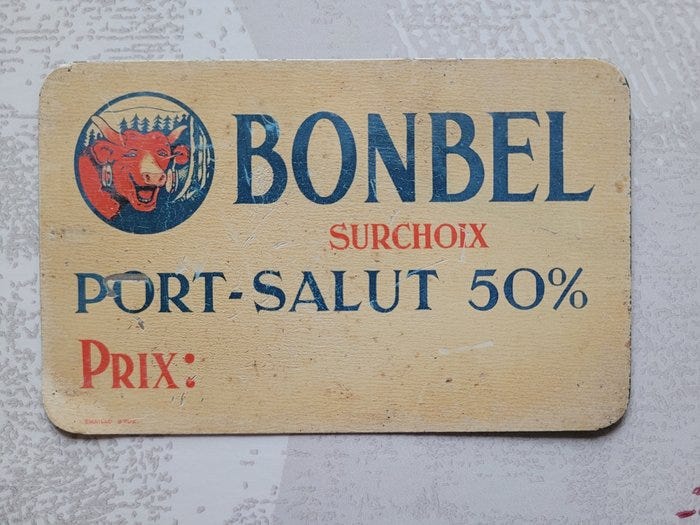 BONBEL
SURCHOiX
PORT-SALUT 50%
PRIX: